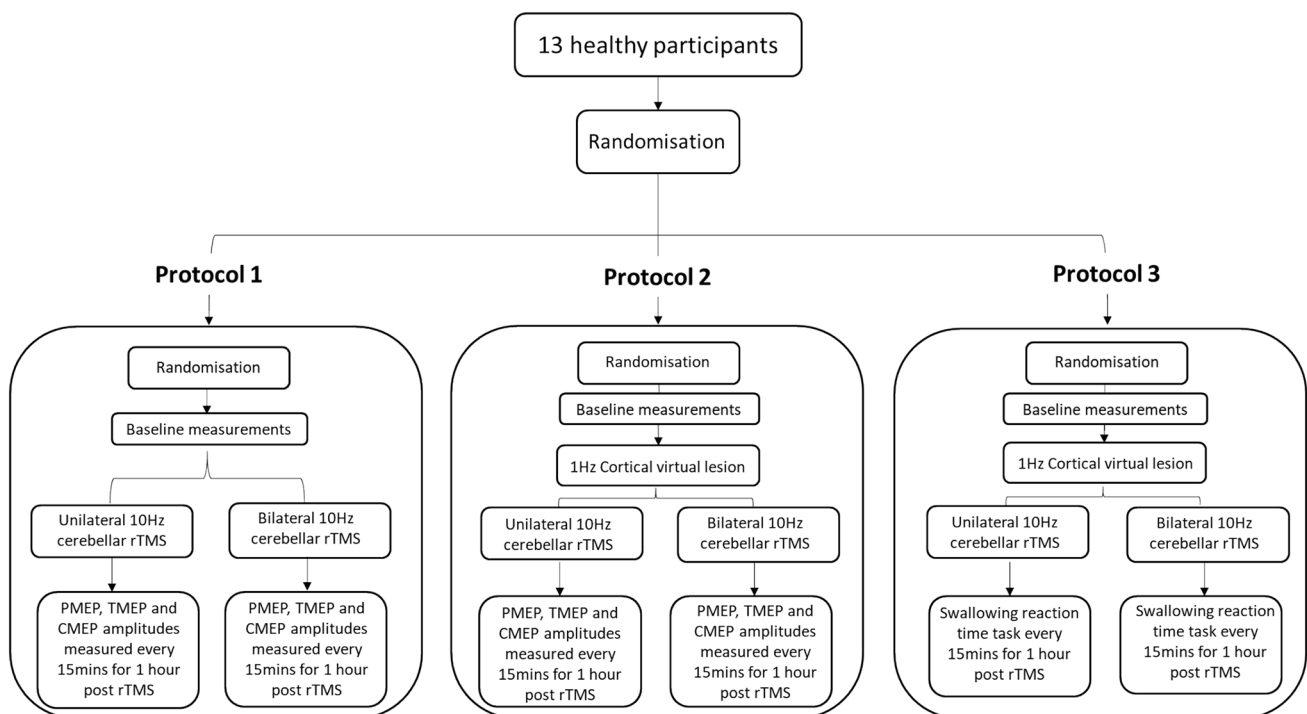 13 healthy participants
Randomisation
Protocol 1
Protocol 2
Protocol 3
Randomisation
Baseline measurements
Unilateral 10Hz
cerebellar rTMS
Bilateral 10Hz
cerebellar rTMS
PMEP, TMEP and
CMEP amplitudes
measured every
15mins for 1 hour
post rTMS
PMEP, TMEP and
CMEP amplitudes
measured every
15mins for 1 hour
post rTMS
Randomisation
Baseline measurements
1Hz Cortical virtual lesion
Unilateral 10Hz
cerebellar rTMS
Bilateral 10Hz
cerebellar rTMS
PMEP, TMEP and
CMEP amplitudes
measured every
15mins for 1 hour
post rTMS
PMEP, TMEP and
CMEP amplitudes
measured every
15mins for 1 hour
post rTMS
Randomisation
Baseline measurements
1Hz Cortical virtual lesion
Unilateral 10Hz
cerebellar rTMS
Bilateral 10Hz
cerebellar rTMS
Swallowing reaction
time task every
15mins for 1 hour
post rTMS
Swallowing reaction
time task every
15mins for 1 hour
post rTMS